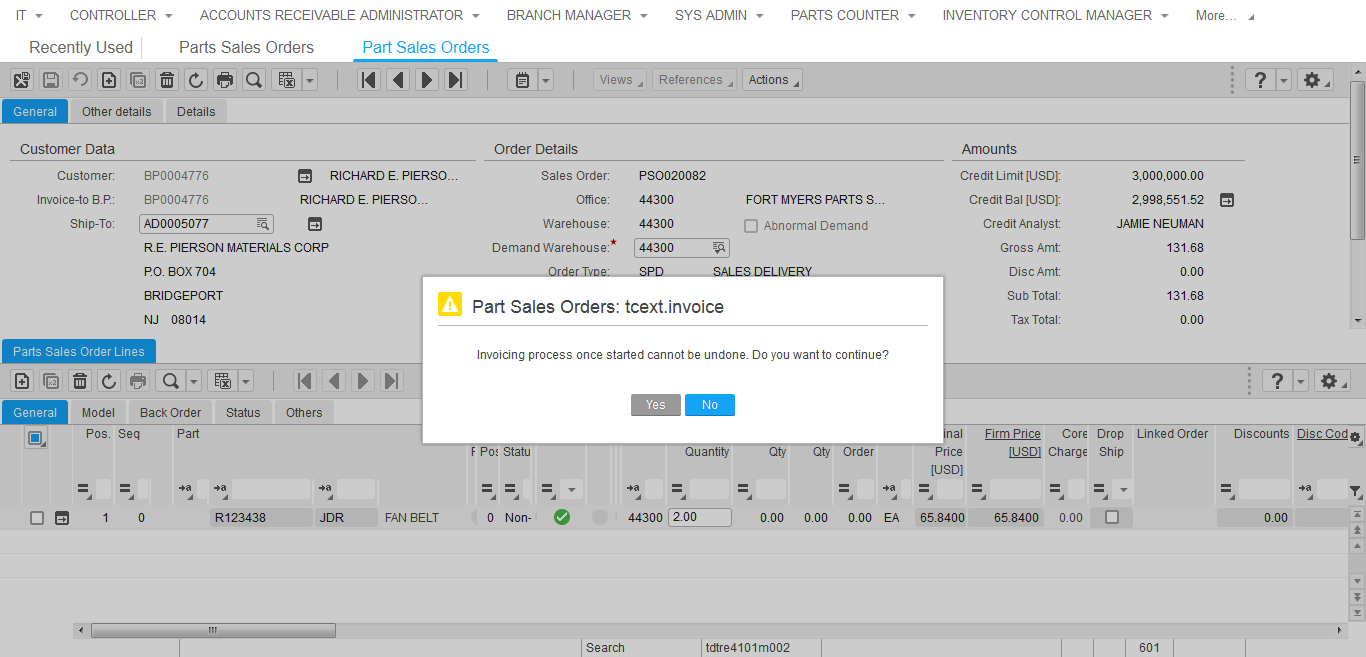 IT CONTROLLER ACCOUNTS RECEIVABLE ADMINISTRATOR BRANCH MANAGER SYS ADMIN PARTS COUNTER INVENTORY CONTROL MANAGER More...
Recently Used Parts Sales Orders Part Sales Orders
Views References Actions ?
General Other details Details
Customer Data Order Details Amounts
Customer: BP0004776 RICHARD E. PIERSO... Sales Order: PSO020082 Credit Limit [USD]: 3,000,000.00
Invoice-to B.P.: BP0004776 RICHARD E. PIERSO... Office: 44300 FORT MYERS PARTS S... Credit Bal [USD]: 2,998,551.52
Ship-To: AD0005077 Warehouse: 44300 Abnormal Demand Credit Analyst: JAMIE NEUMAN
R.E. PIERSON MATERIALS CORP Demand Warehouse:* 44300 Gross Amt: 131.68
P.O. BOX 704 Order Type: SPD SALES DELIVERY Disc Amt: 0.00
BRIDGEPORT Sub Total: 131.68
NJ 08014 Tax Total: 0.00
Part Sales Orders: tcext.invoice
Invoicing process once started cannot be undone. Do you want to continue?
Yes No
Parts Sales Order Lines
?
General Model Back Order Status Others
Pos. Seq Part Pos Statu Quantity Qty Qty Order inal Price [USD] Firm Price [USD] Core Charge Drop Ship Linked Order Discounts Disc Cod
1 0 R123438 JDR FAN BELT 0 Non- 44300 2.00 0.00 0.00 0.00 EA 65.8400 65.8400 0.00 0.00
Search tdtre4101m002 601